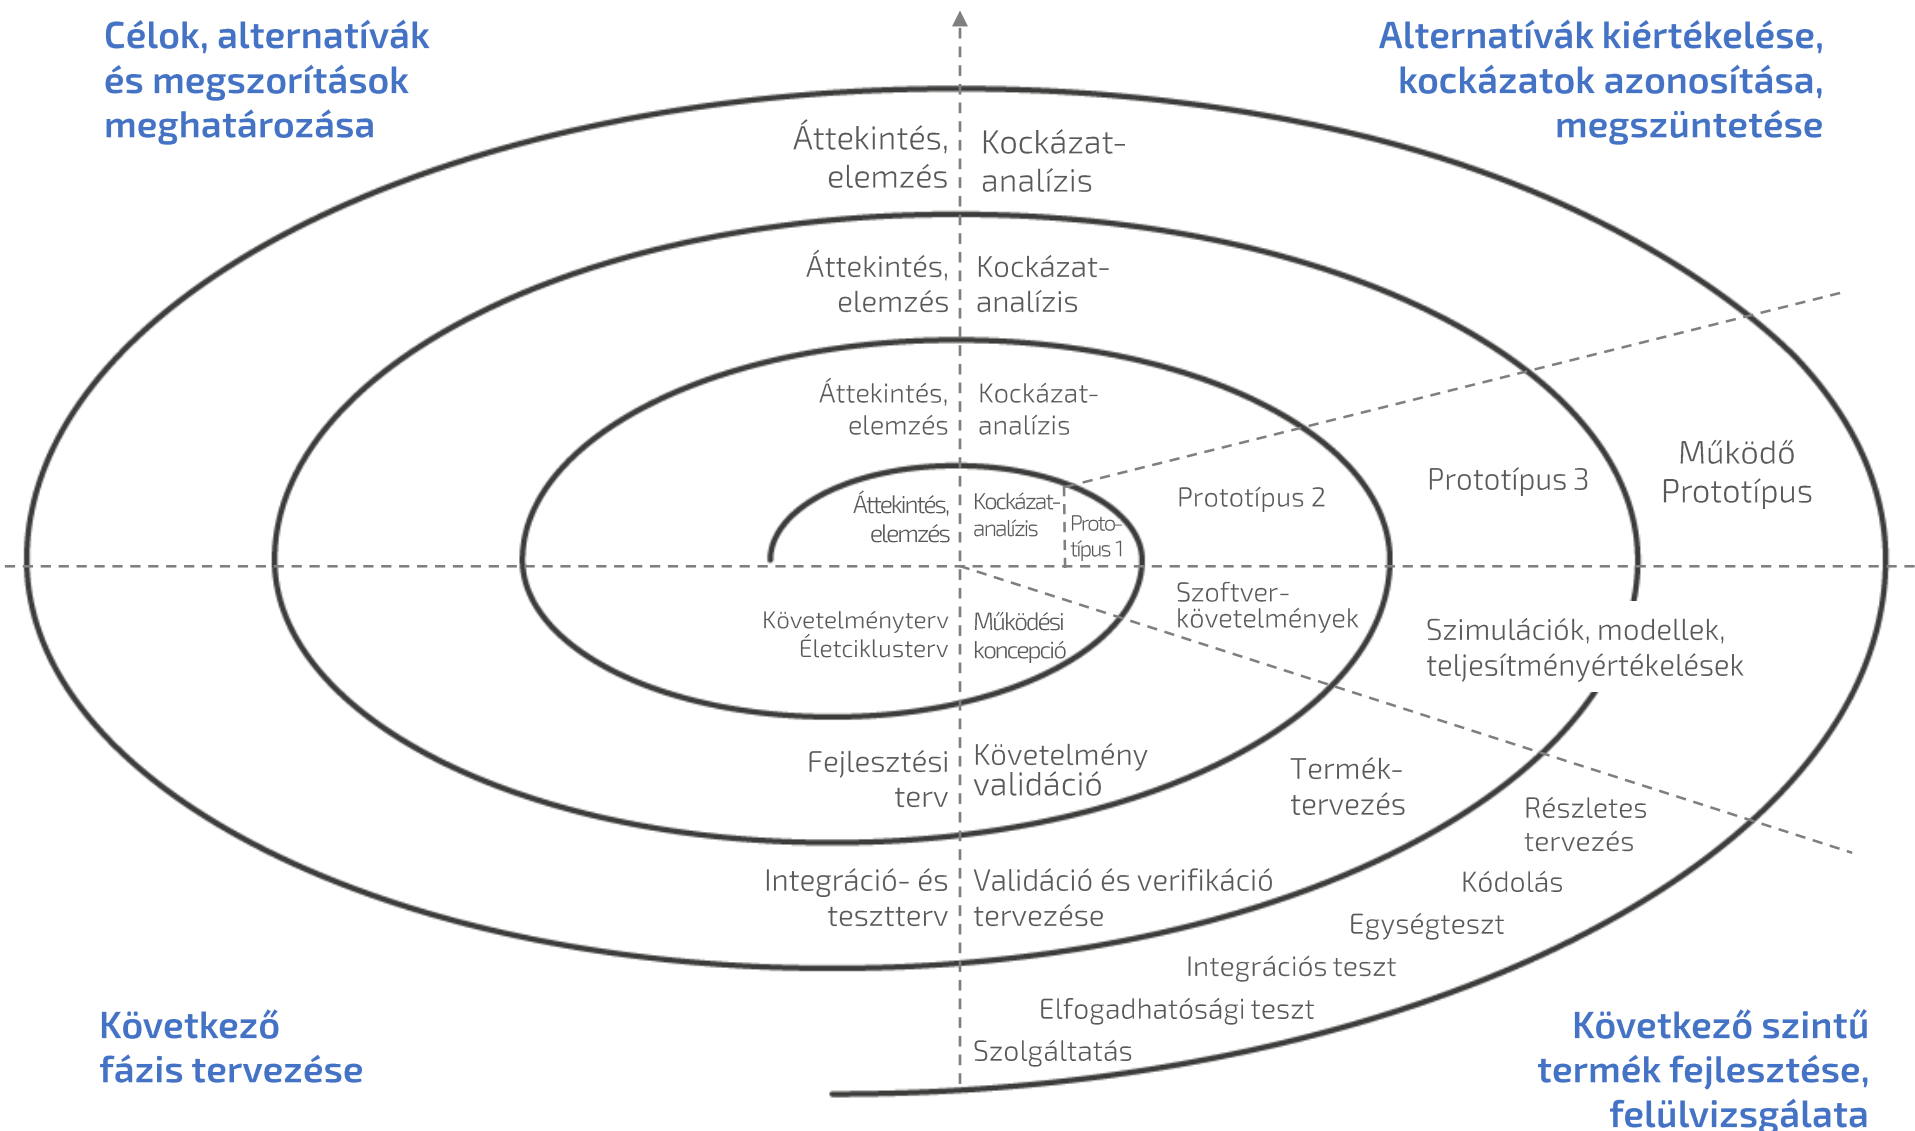 Célok, alternatívák
és megszorítások
meghatározása
Alternatívák kiértékelése,
kockázatok azonosítása,
megszüntetése
Áttekintés,
elemzés
Kockázat-
analízis
Áttekintés,
elemzés
Kockázat-
analízis
Áttekintés,
elemzés
Kockázat-
analízis
Áttekintés,
elemzés
Kockázat-
analízis
Proto-
típus 1
Prototípus 2
Prototípus 3
Működő
Prototípus
Követelményterv
Életciklusterv
Működési
koncepció
Szoftver-
követelmények
Szimulációk, modellek,
teljesítményértékelések
Fejlesztési
terv
Követelmény
validáció
Termék-
tervezés
Részletes
tervezés
Integráció- és
tesztterv
Validáció és verifikáció
tervezése
Kódolás
Egységteszt
Integrációs teszt
Elfogadhatósági teszt
Szolgáltatás
Következő
fázis tervezése
Következő szintű
termék fejlesztése,
felülvizsgálata